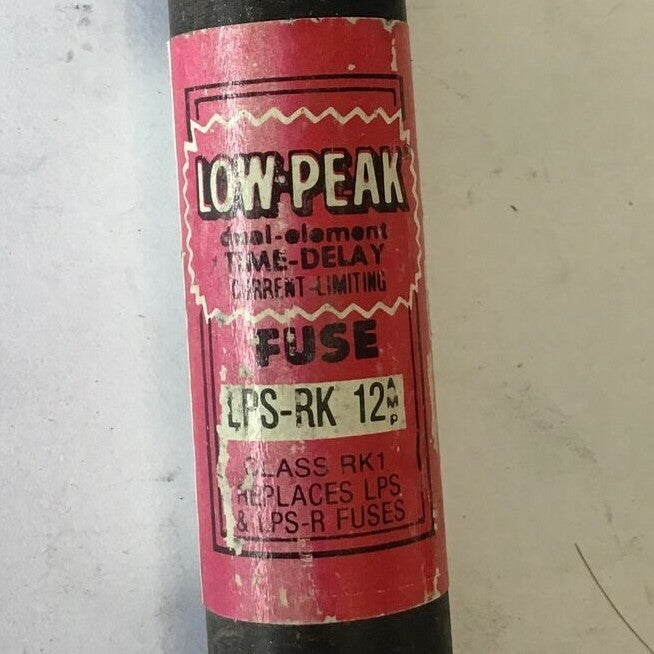 LOW-PEAK
dual-element
TIME-DELAY
CURRENT-LIMITING
FUSE
LPS-RK 12 AMP
CLASS RK1
REPLACES LPS
& LPS-R FUSES